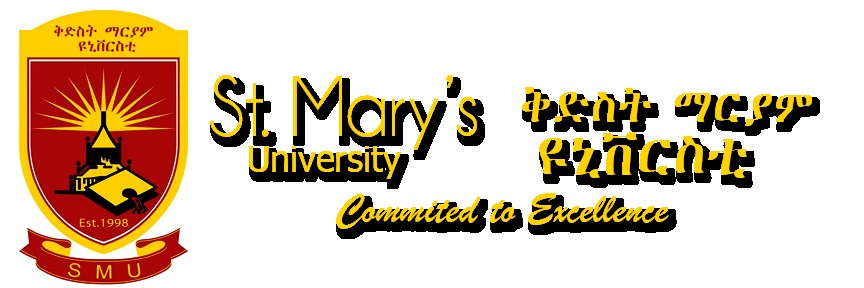 ቅድስት ማርያም
ዩኒቨርስቲ
Est.1998
SMU
St. Mary's
University
ቅድስት ማርያም
ዩኒቨርስቲ
Commited to Excellence